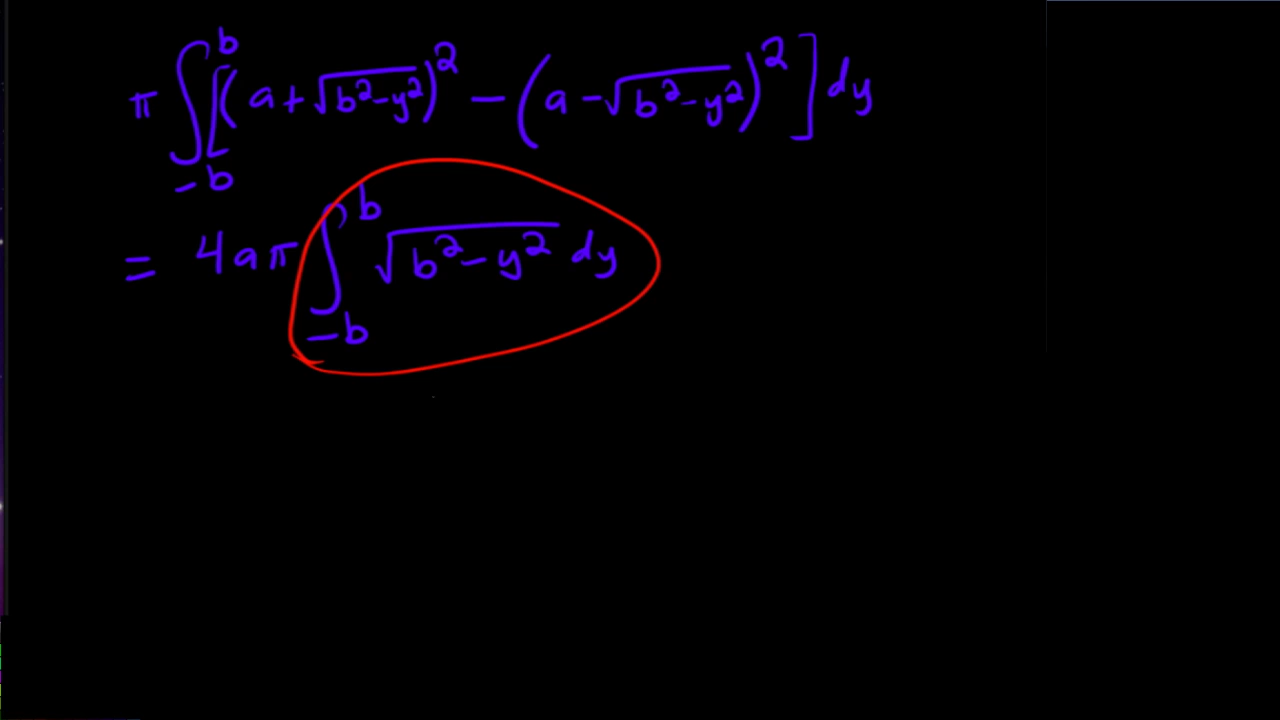 π ∫_{-b}^{b} [(a + √(b² - y²))² - (a - √(b² - y²))²] dy
= 4aπ ∫_{-b}^{b} √(b² - y²) dy